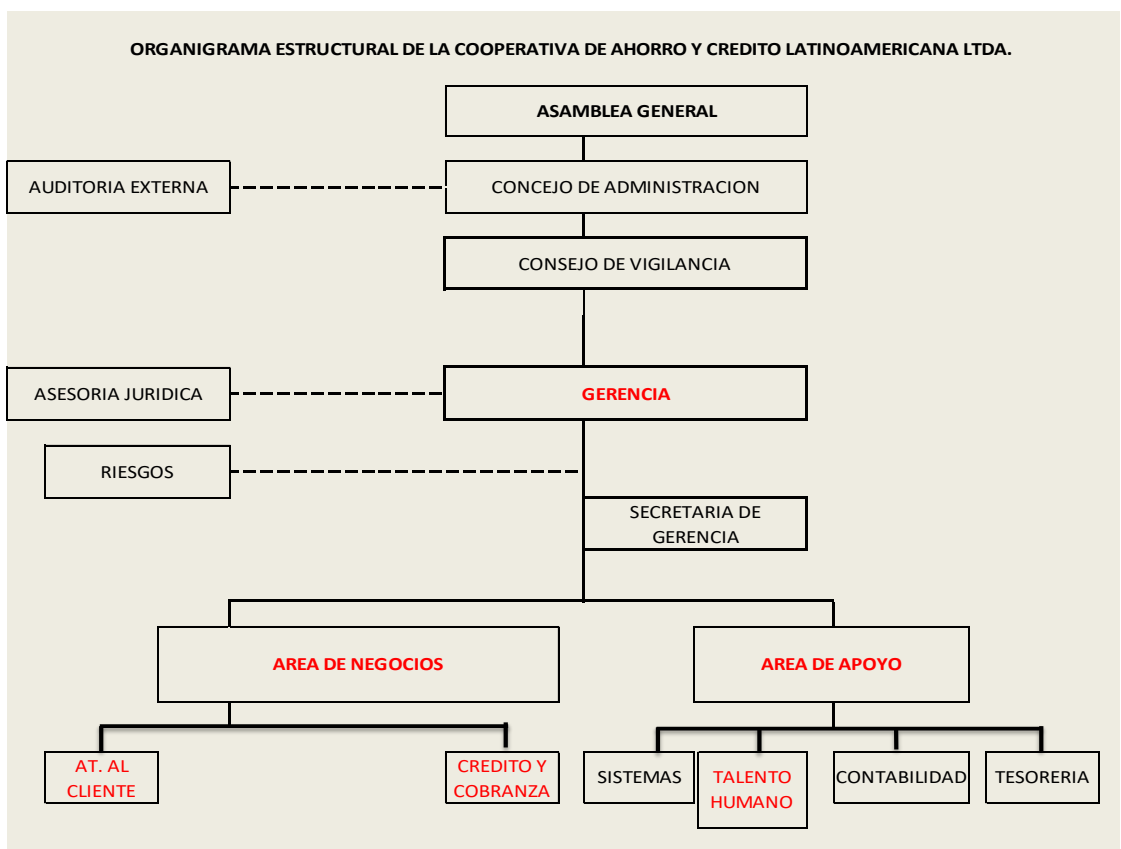 ORGANIGRAMA ESTRUCTURAL DE LA COOPERATIVA DE AHORRO Y CREDITO LATINOAMERICANA LTDA.
ASAMBLEA GENERAL
AUDITORIA EXTERNA
CONCEJO DE ADMINISTRACION
CONSEJO DE VIGILANCIA
ASESORIA JURIDICA
GERENCIA
RIESGOS
SECRETARIA DE
GERENCIA
AREA DE NEGOCIOS
AREA DE APOYO
AT. AL
CLIENTE
CREDITO Y
COBRANZA
SISTEMAS
TALENTO
HUMANO
CONTABILIDAD
TESORERIA